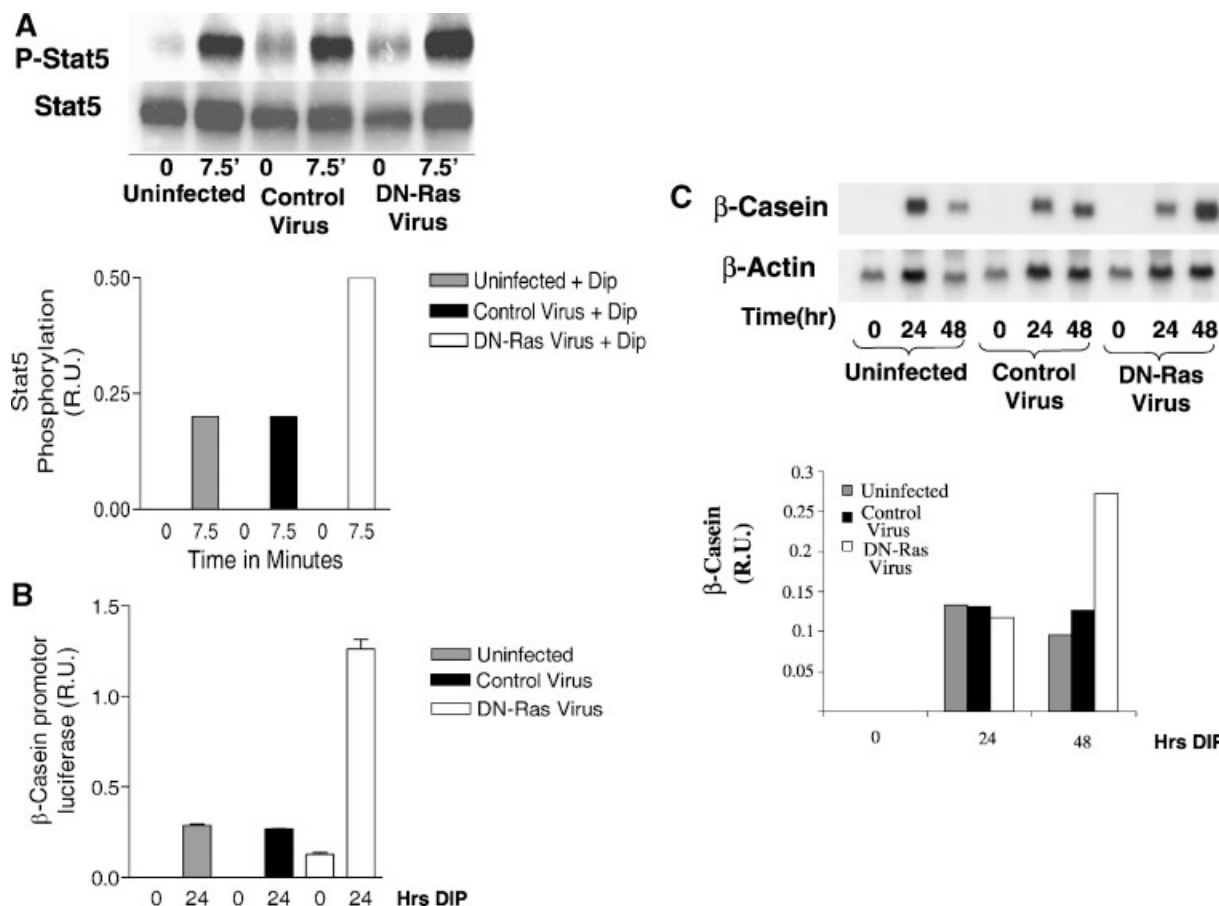 A
P-Stat5
Stat5
0 7.5' 0 7.5' 0 7.5'
Uninfected Control Virus DN-Ras Virus
Stat5 Phosphorylation (R.U.)
0.50
0.25
0.00
0 7.5 0 7.5 0 7.5
Time in Minutes
Uninfected + Dip
Control Virus + Dip
DN-Ras Virus + Dip
B
β-Casein promotor luciferase (R.U.)
1.5
1.0
0.5
0.0
0 24 0 24 0 24 Hrs DIP
Uninfected
Control Virus
DN-Ras Virus
C
β-Casein
β-Actin
Time(hr) 0 24 48 0 24 48 0 24 48
Uninfected Control Virus DN-Ras Virus
β-Casein (R.U.)
0.3
0.25
0.2
0.15
0.1
0.05
Uninfected
Control
Virus
DN-Ras
Virus
0 24 48 Hrs DIP